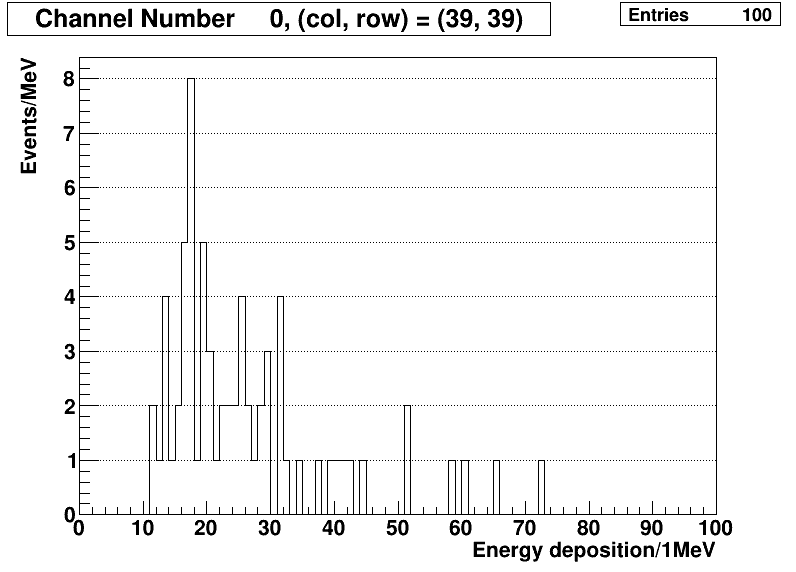 Channel Number 0, (col, row) = (39, 39)
Entries 100
Events/MeV
8
7
6
5
4
3
2
1
0
0 10 20 30 40 50 60 70 80 90 100
Energy deposition/1MeV